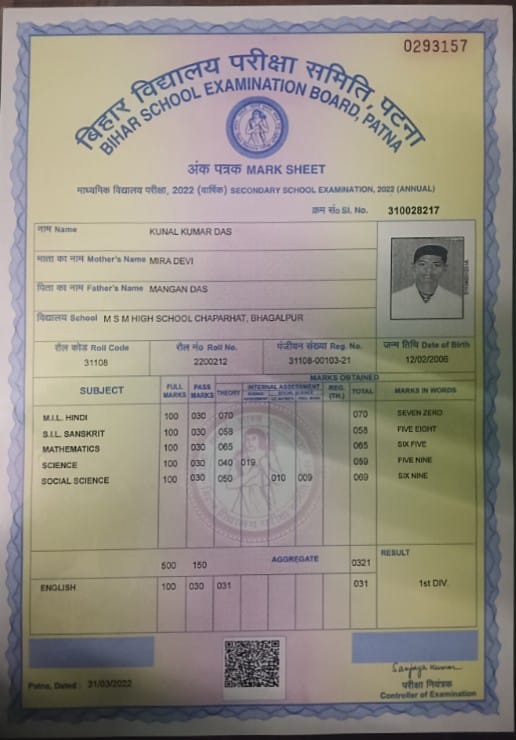 0293157
बिहार विद्यालय परीक्षा समिति, पटना
BIHAR SCHOOL EXAMINATION BOARD, PATNA
अंक पत्रक MARK SHEET
माध्यमिक विद्यालय परीक्षा, 2022 (वार्षिक) SECONDARY SCHOOL EXAMINATION, 2022 (ANNUAL)
क्रम सं० Sl. No. 310028217
नाम Name KUNAL KUMAR DAS
माता का नाम Mother's Name MIRA DEVI
पिता का नाम Father's Name MANGAN DAS
विद्यालय School M S M HIGH SCHOOL CHAPARHAT, BHAGALPUR
रौल कोड Roll Code रौल नं० Roll No. पंजीयन संख्या Reg. No. जन्म तिथि Date of Birth
31108 2200212 31108-00103-21 12/02/2006
MARKS OBTAINED
SUBJECT FULL MARKS PASS MARKS THEORY INTERNAL ASSESSMENT REG. (TH.) TOTAL MARKS IN WORDS
M.I.L. HINDI 100 030 070 070 SEVEN ZERO
S.I.L. SANSKRIT 100 030 058 058 FIVE EIGHT
MATHEMATICS 100 030 065 065 SIX FIVE
SCIENCE 100 030 040 019 059 FIVE NINE
SOCIAL SCIENCE 100 030 050 010 009 069 SIX NINE
500 150 AGGREGATE 0321 RESULT
ENGLISH 100 030 031 031 1st DIV.
Sanjay Kumar
परीक्षा नियंत्रक
Patna, Dated : 31/03/2022 Controller of Examination